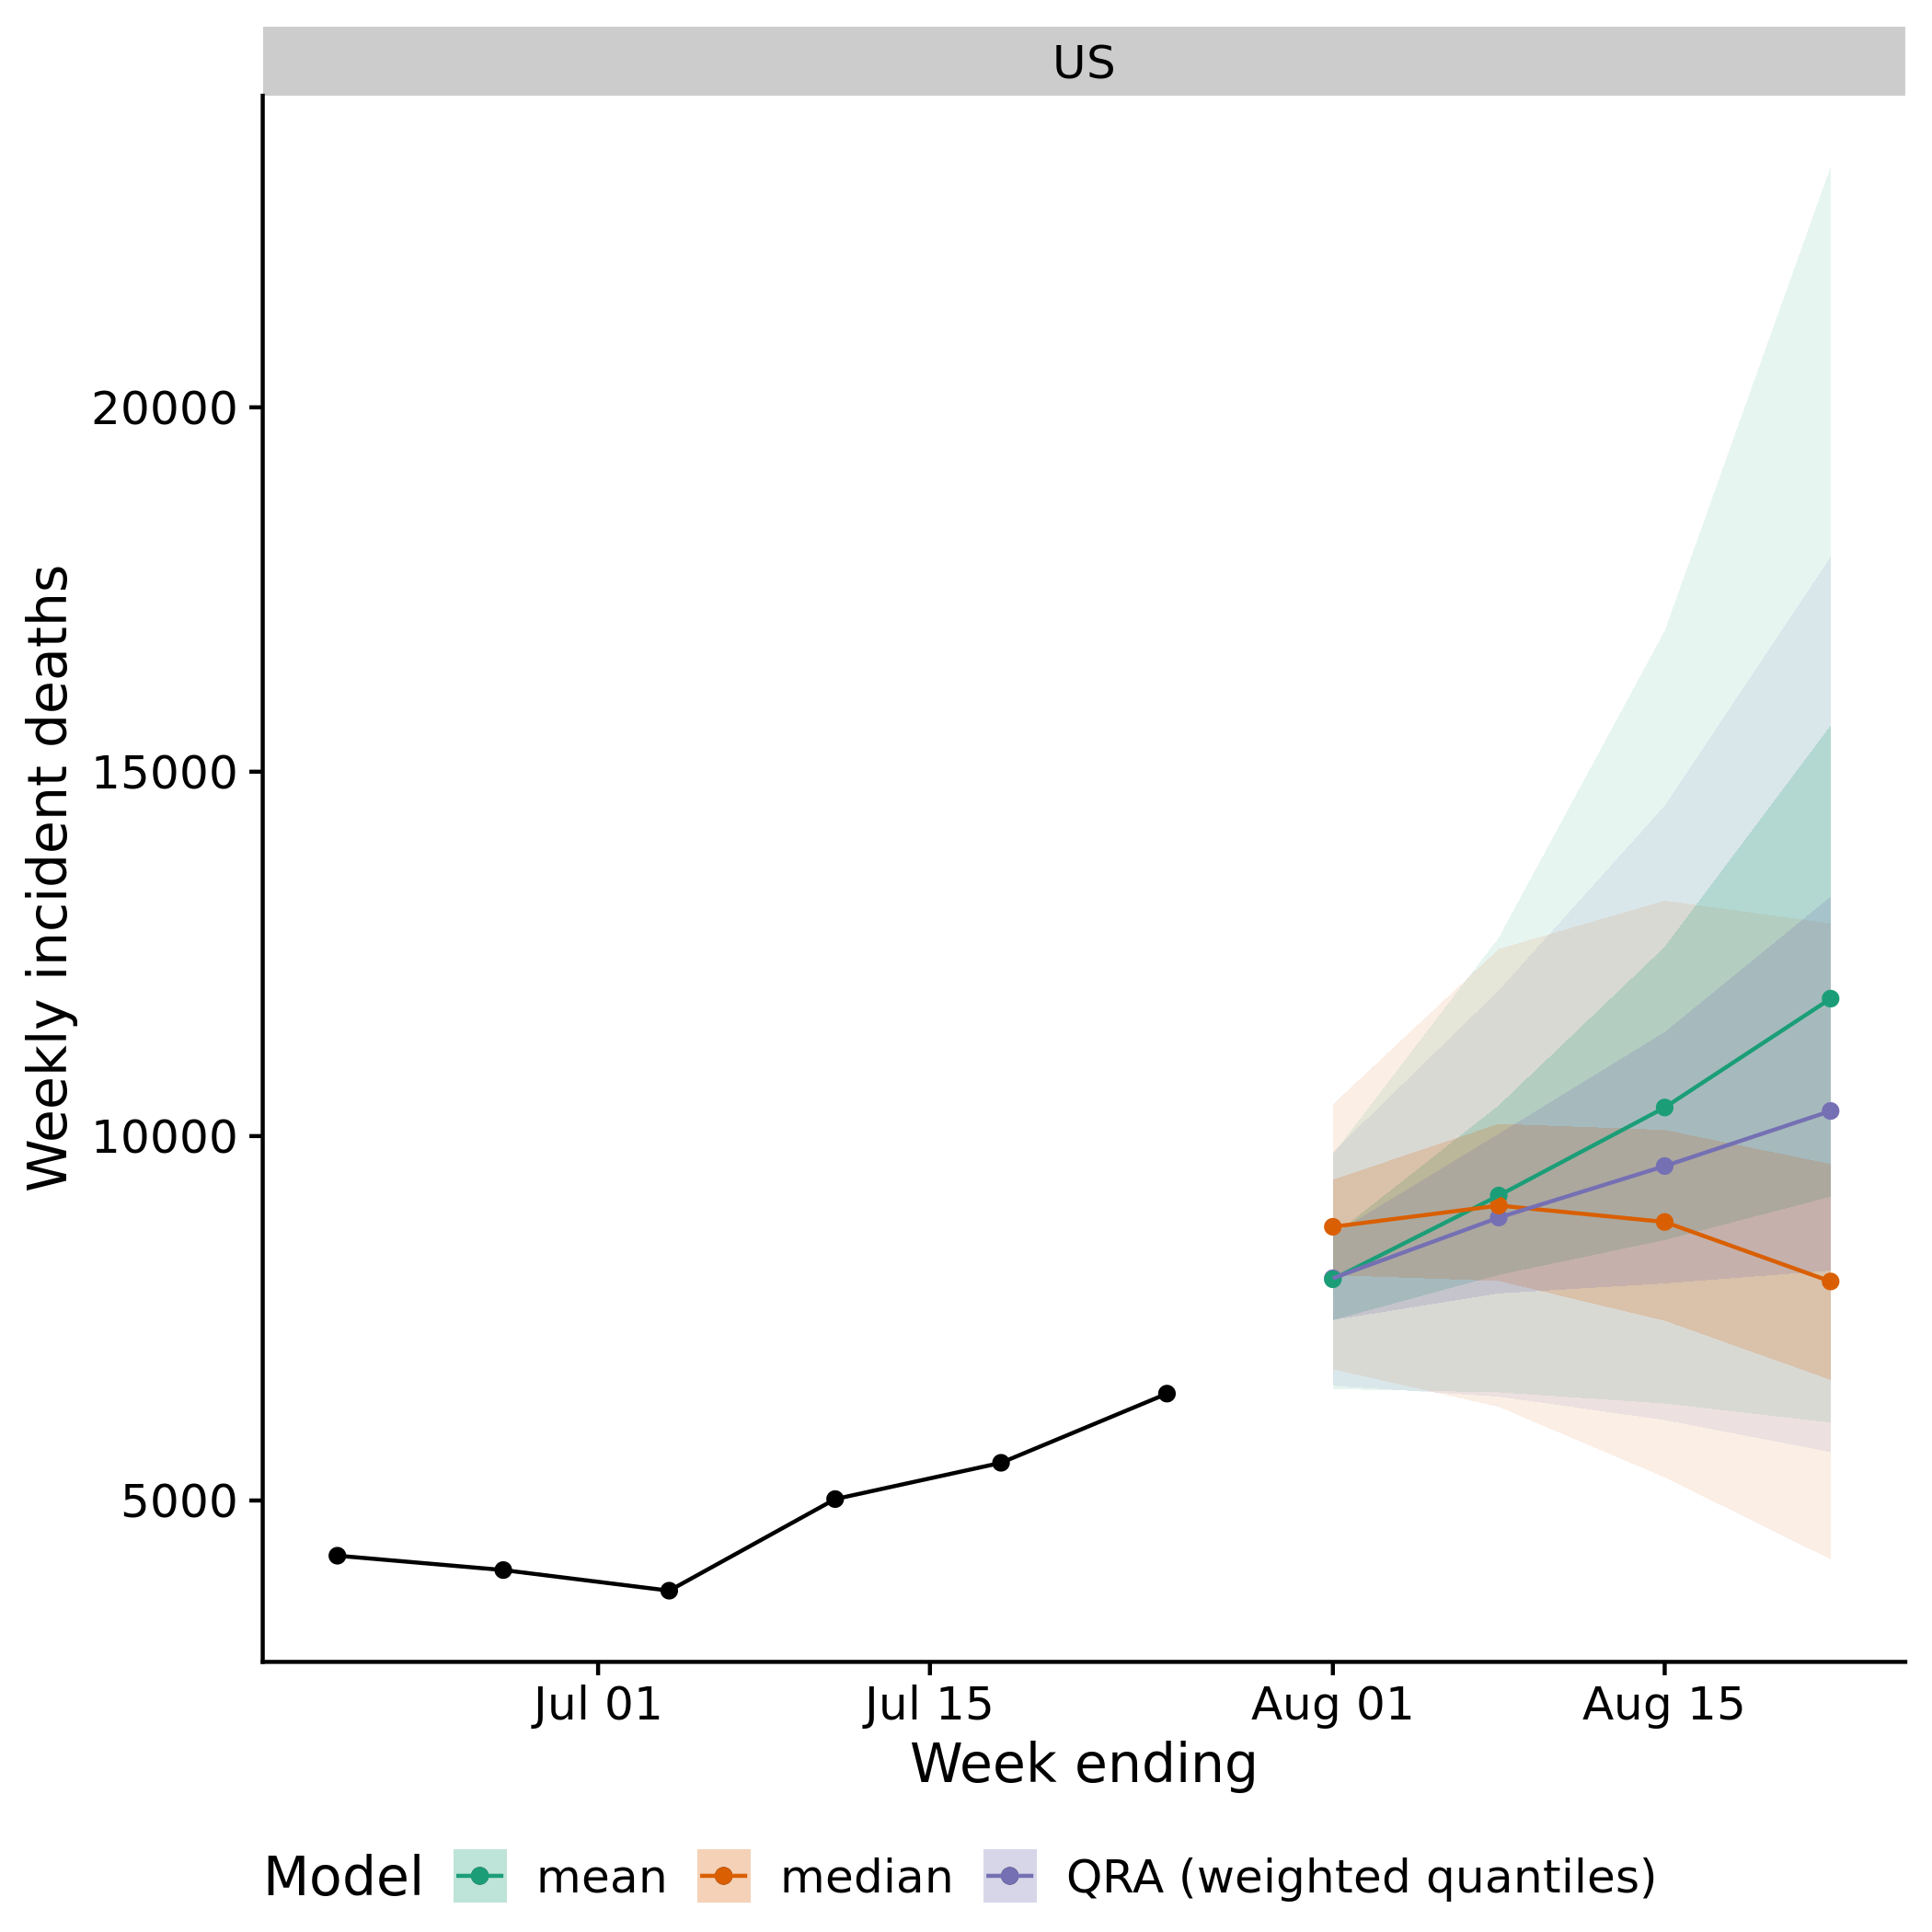 US
Weekly incident deaths
20000
15000
10000
5000
Jul 01
Jul 15
Aug 01
Aug 15
Week ending
Model mean median QRA (weighted quantiles)